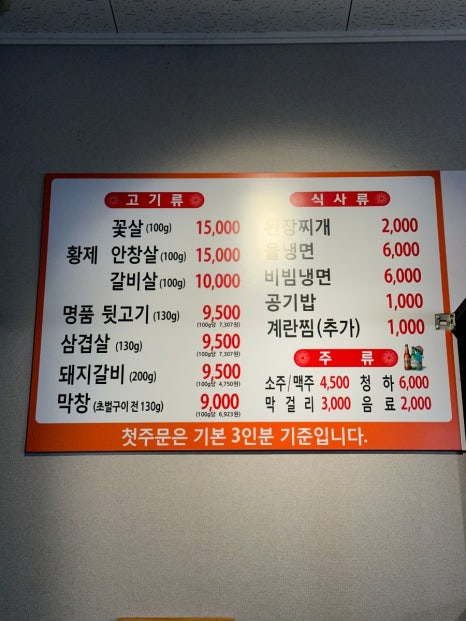 고기류
꽃살 (100g) 15,000
황제 안창살 (100g) 15,000
갈비살 (100g) 10,000
명품 뒷고기 (130g) 9,500
(100g당 7,307원)
삼겹살 (130g) 9,500
(100g당 7,307원)
돼지갈비 (200g) 9,500
(100g당 4,750원)
막창 (초벌구이 전 130g) 9,000
(100g당 6,923원)
식사류
된장찌개 2,000
물냉면 6,000
비빔냉면 6,000
공기밥 1,000
계란찜(추가) 1,000
주류
소주/맥주 4,500 청하 6,000
막걸리 3,000 음료 2,000
첫주문은 기본 3인분 기준입니다.